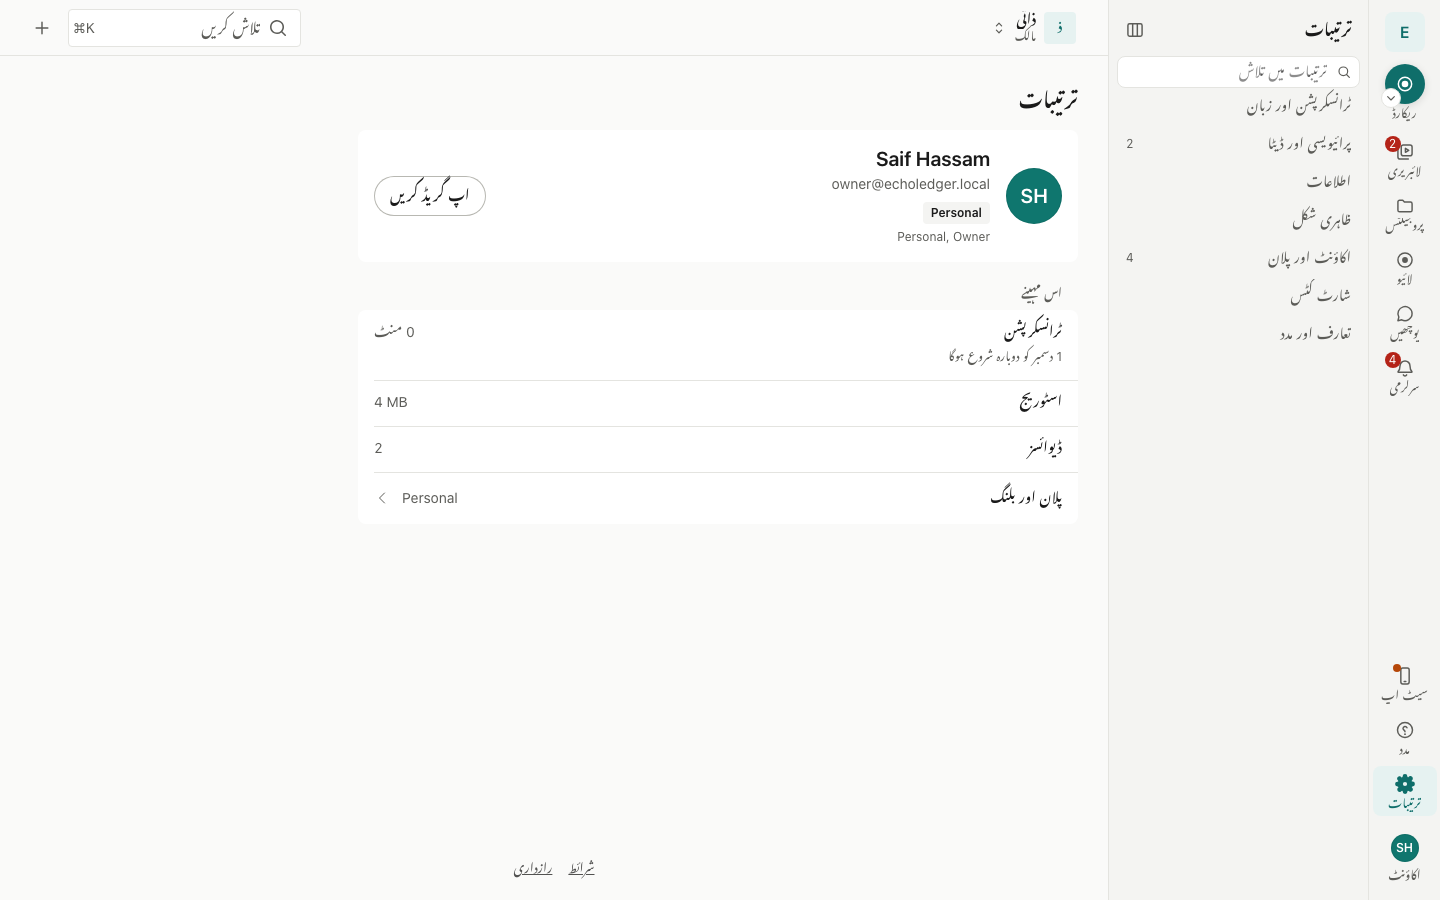 E
ریکارڈ
2
لائبریری
پروجیکٹس
لائیو
پوچھیں
4
سرگرمی
سیٹ اپ
مدد
ترتیبات
SH
اکاؤنٹ
ترتیبات
ترتیبات میں تلاش
ٹرانسکرپشن اور زبان
پرائیویسی اور ڈیٹا 2
اطلاعات
ظاہری شکل
اکاؤنٹ اور پلان 4
شارٹ کٹس
تعارف اور مدد
ذ
ذاتی
مالک
تلاش کریں ⌘K
ترتیبات
SH
Saif Hassam
owner@echoledger.local
Personal
Personal, Owner
اپ گریڈ کریں
اس مہینے
ٹرانسکرپشن 0 منٹ
1 دسمبر کو دوبارہ شروع ہوگا
اسٹوریج 4 MB
ڈیوائسز 2
پلان اور بلنگ Personal
شرائط رازداری